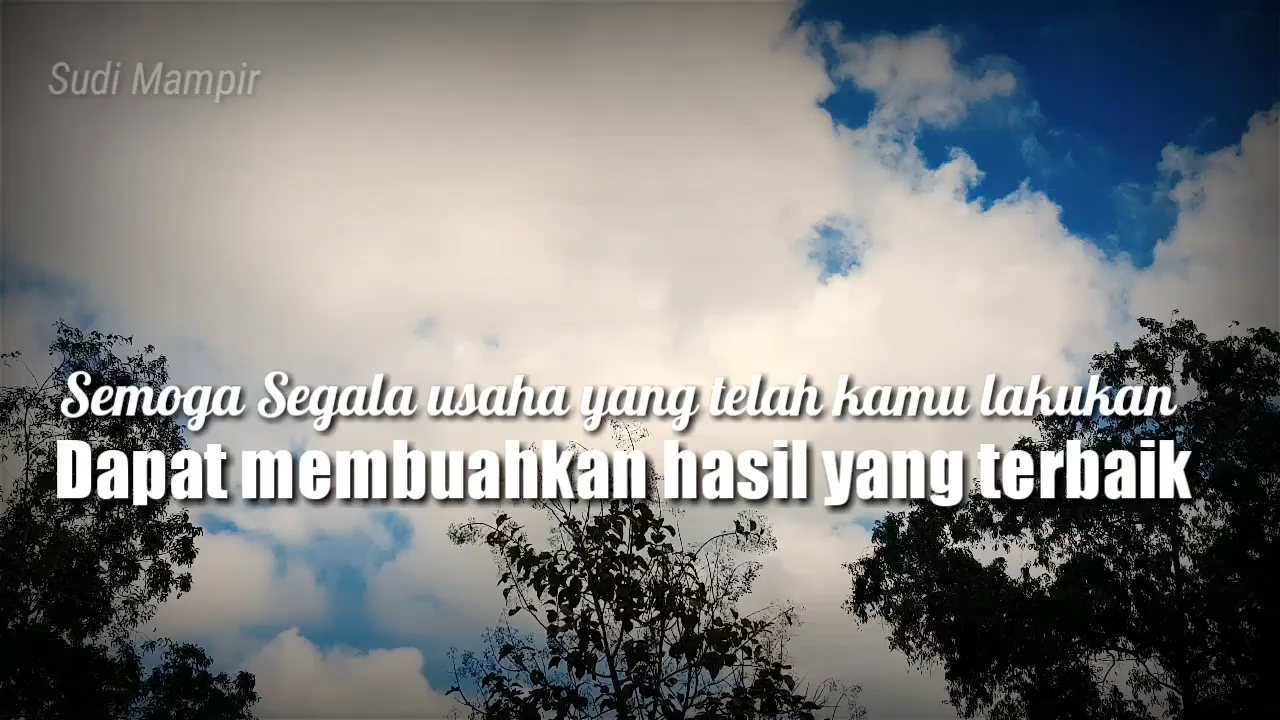 Sudi Mampir
Semoga Segala usaha yang telah kamu lakukan
Dapat membuahkan hasil yang terbaik